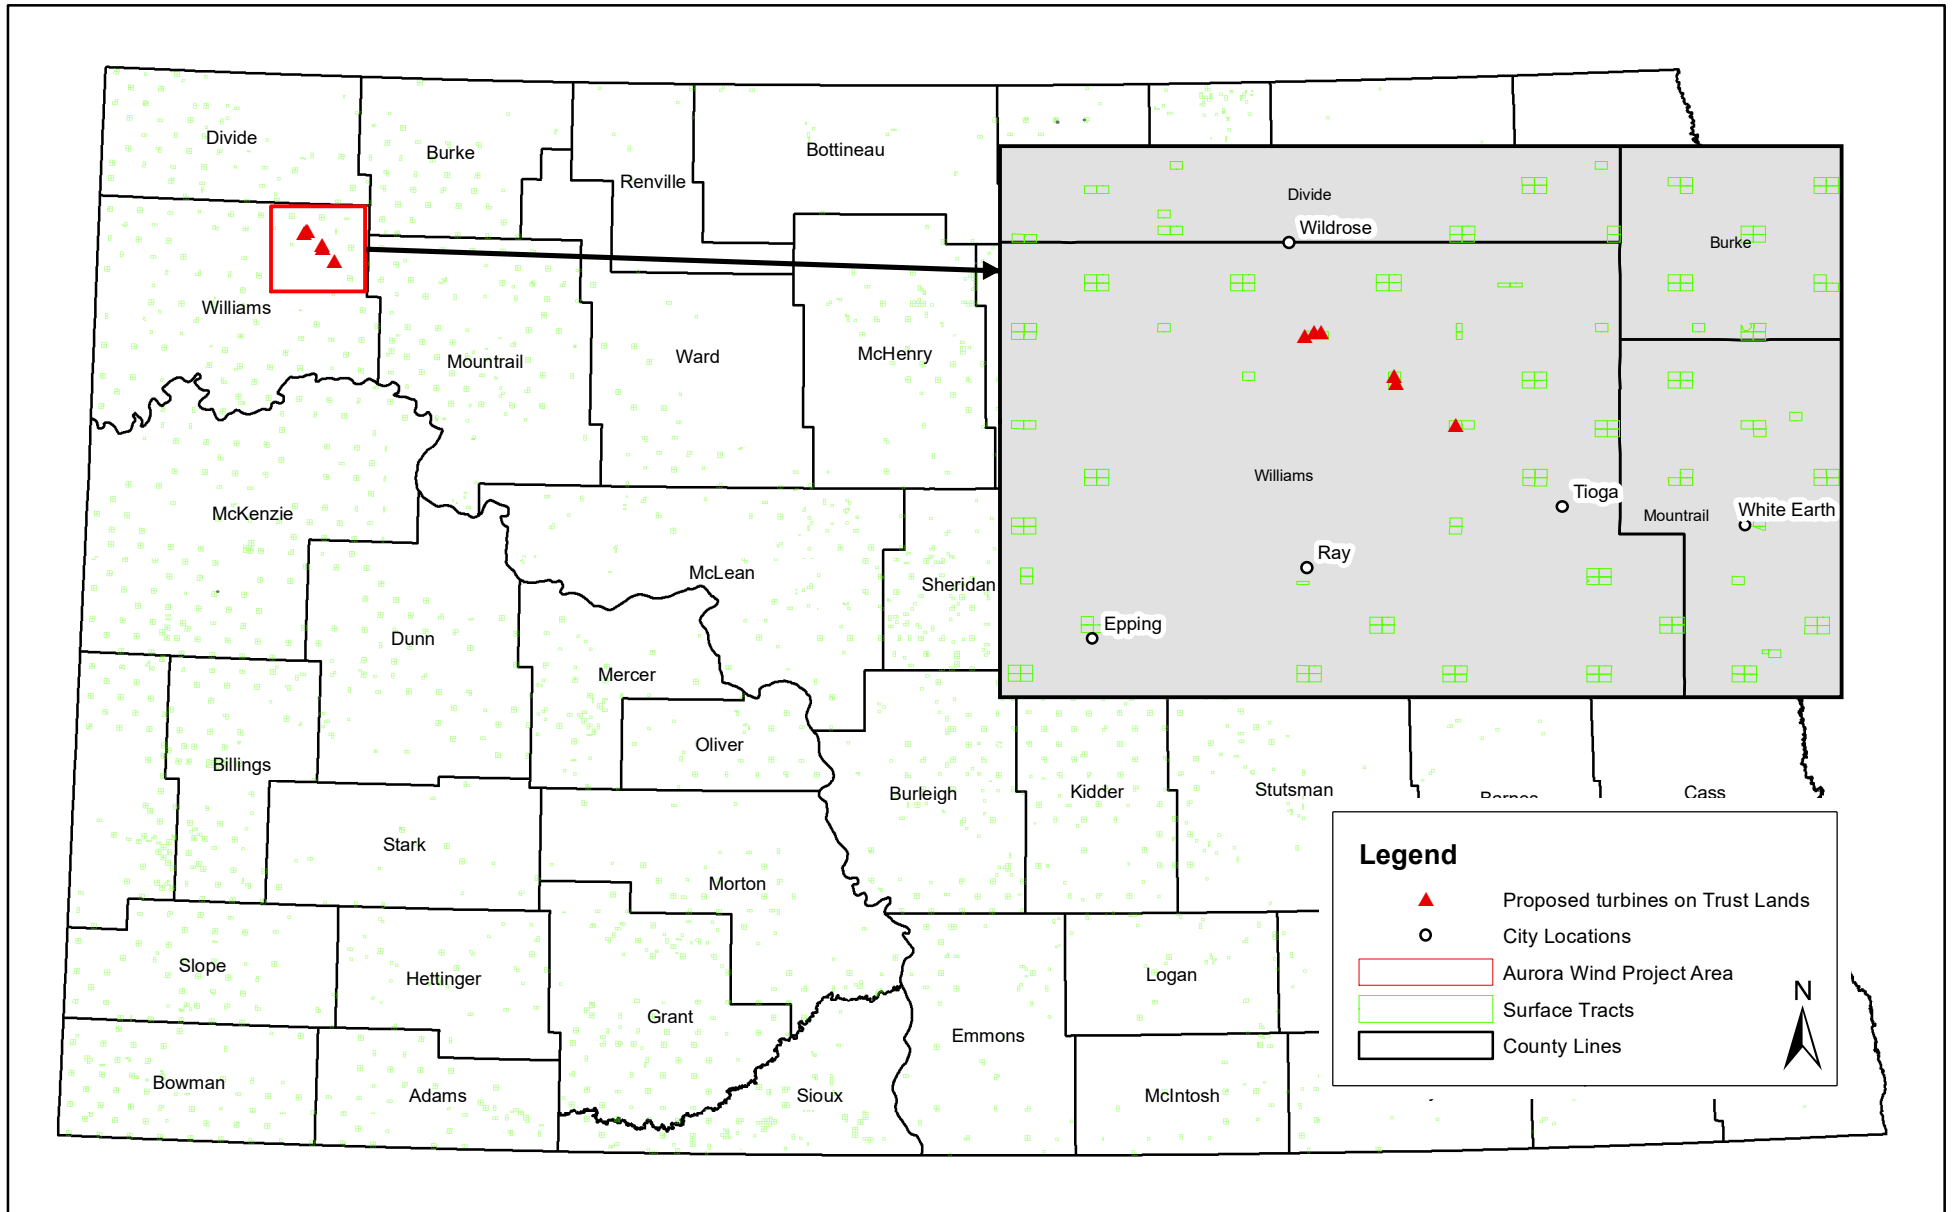 Divide
Burke
Renville
Bottineau
Williams
Mountrail
Ward
McHenry
McKenzie
McLean
Sheridan
Dunn
Mercer
Oliver
Billings
Burleigh
Kidder
Stutsman
Cass
Stark
Morton
Slope
Hettinger
Grant
Emmons
Logan
Bowman
Adams
Sioux
McIntosh
Divide
Wildrose
Burke
Williams
Tioga
Mountrail
White Earth
Ray
Epping
Legend
Proposed turbines on Trust Lands
City Locations
Aurora Wind Project Area
Surface Tracts
County Lines
N